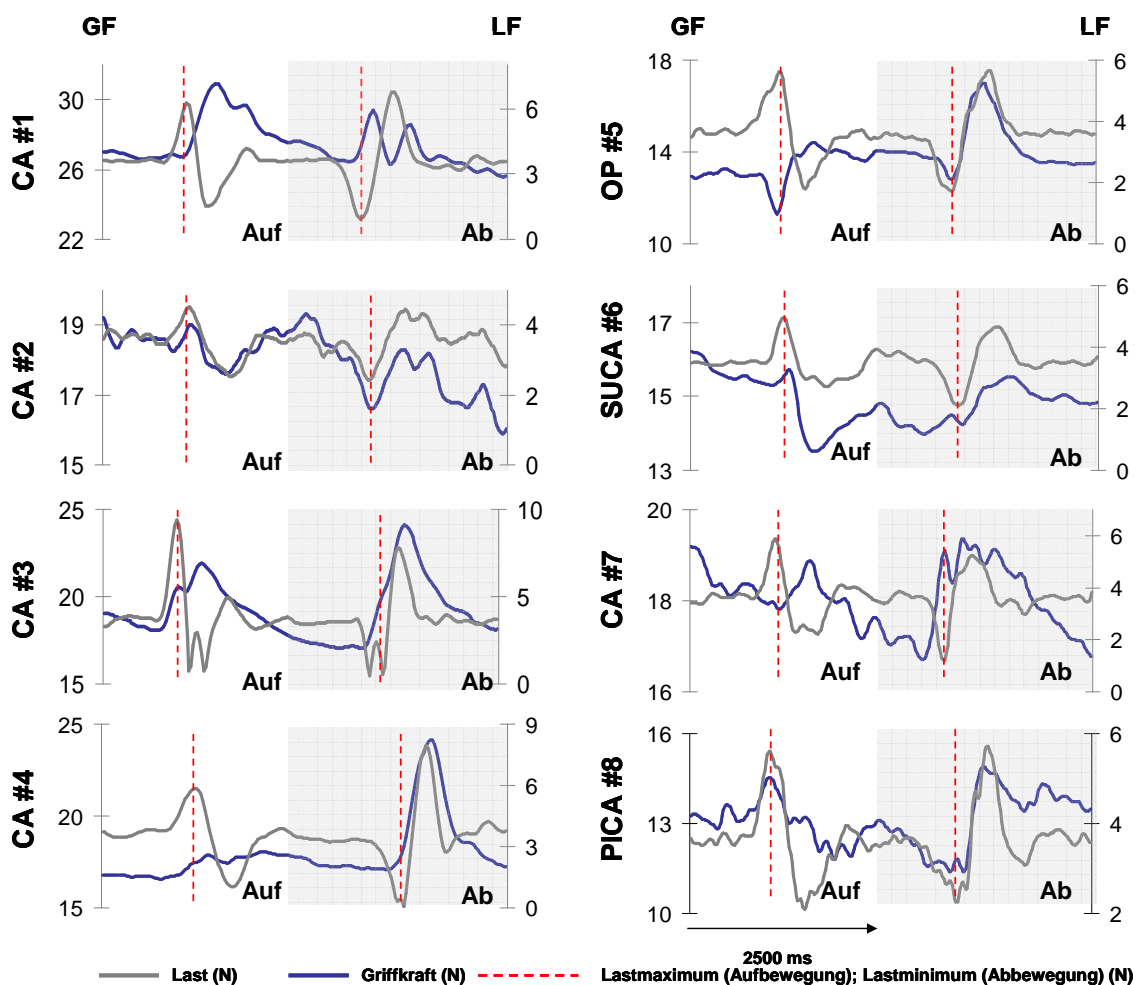 GF LF
CA #1
30
26
22
6
3
0
Auf Ab
CA #2
19
17
15
4
2
0
Auf Ab
CA #3
25
20
15
10
5
0
Auf Ab
CA #4
25
20
15
9
6
3
0
Auf Ab
GF LF
OP #5
18
14
10
6
4
2
0
Auf Ab
SUCA #6
17
15
13
6
4
2
0
Auf Ab
CA #7
20
18
16
6
4
2
0
Auf Ab
PICA #8
16
13
10
6
4
2
Auf Ab
2500 ms
Last (N) Griffkraft (N) Lastmaximum (Aufbewegung); Lastminimum (Abbewegung) (N)